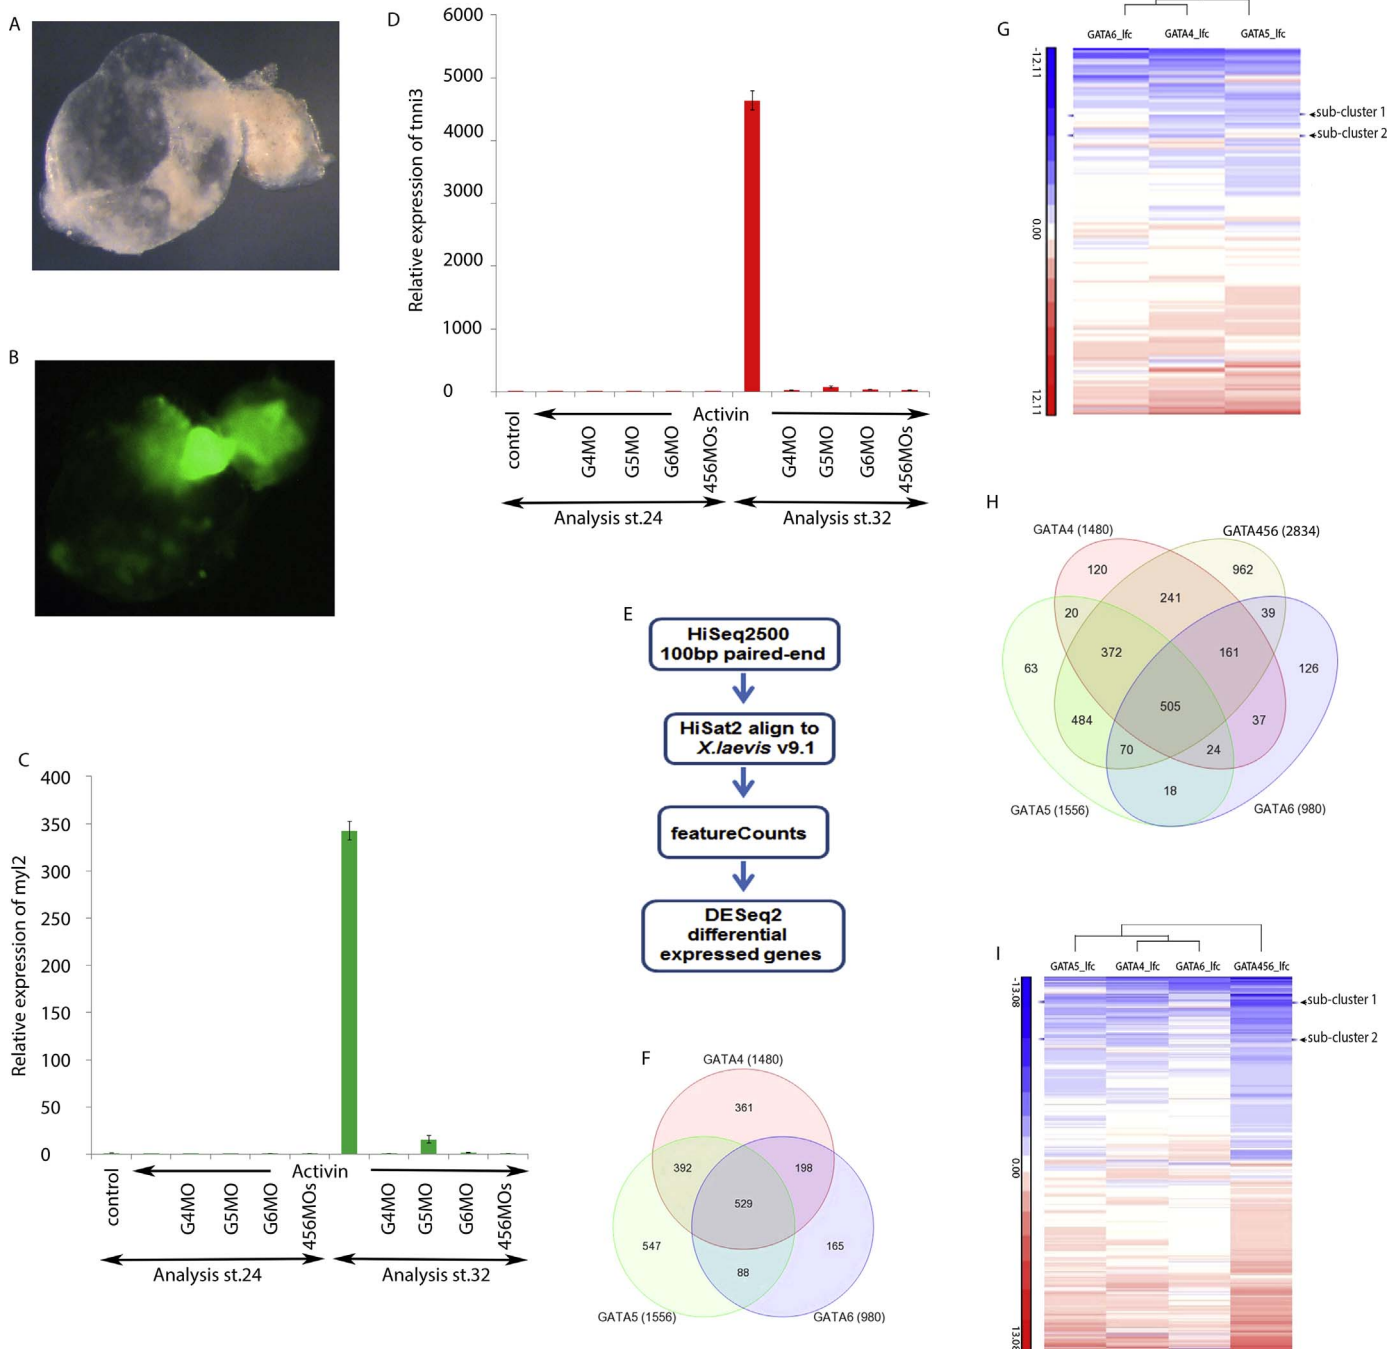 A
B
C
400
350
300
250
200
150
100
50
0
Relative expression of myl2
control
Activin
G4MO
G5MO
G6MO
456MOs
G4MO
G5MO
G6MO
456MOs
Analysis st.24
Analysis st.32
D
6000
5000
4000
3000
2000
1000
0
Relative expression of tnni3
control
Activin
G4MO
G5MO
G6MO
456MOs
G4MO
G5MO
G6MO
456MOs
Analysis st.24
Analysis st.32
E
HiSeq2500
100bp paired-end
HiSat2 align to
X.laevis v9.1
featureCounts
DESeq2
differential
expressed genes
F
GATA4 (1480)
361
392
198
529
547
165
88
GATA5 (1556)
GATA6 (980)
G
GATA6_lfc
GATA4_lfc
GATA5_lfc
-12.11
0.00
12.11
sub-cluster 1
sub-cluster 2
H
GATA4 (1480)
GATA456 (2834)
120
962
20
241
39
63
372
161
126
505
484
37
70
24
18
GATA5 (1556)
GATA6 (980)
I
GATA5_lfc
GATA4_lfc
GATA6_lfc
GATA456_lfc
-13.08
0.00
13.08
sub-cluster 1
sub-cluster 2